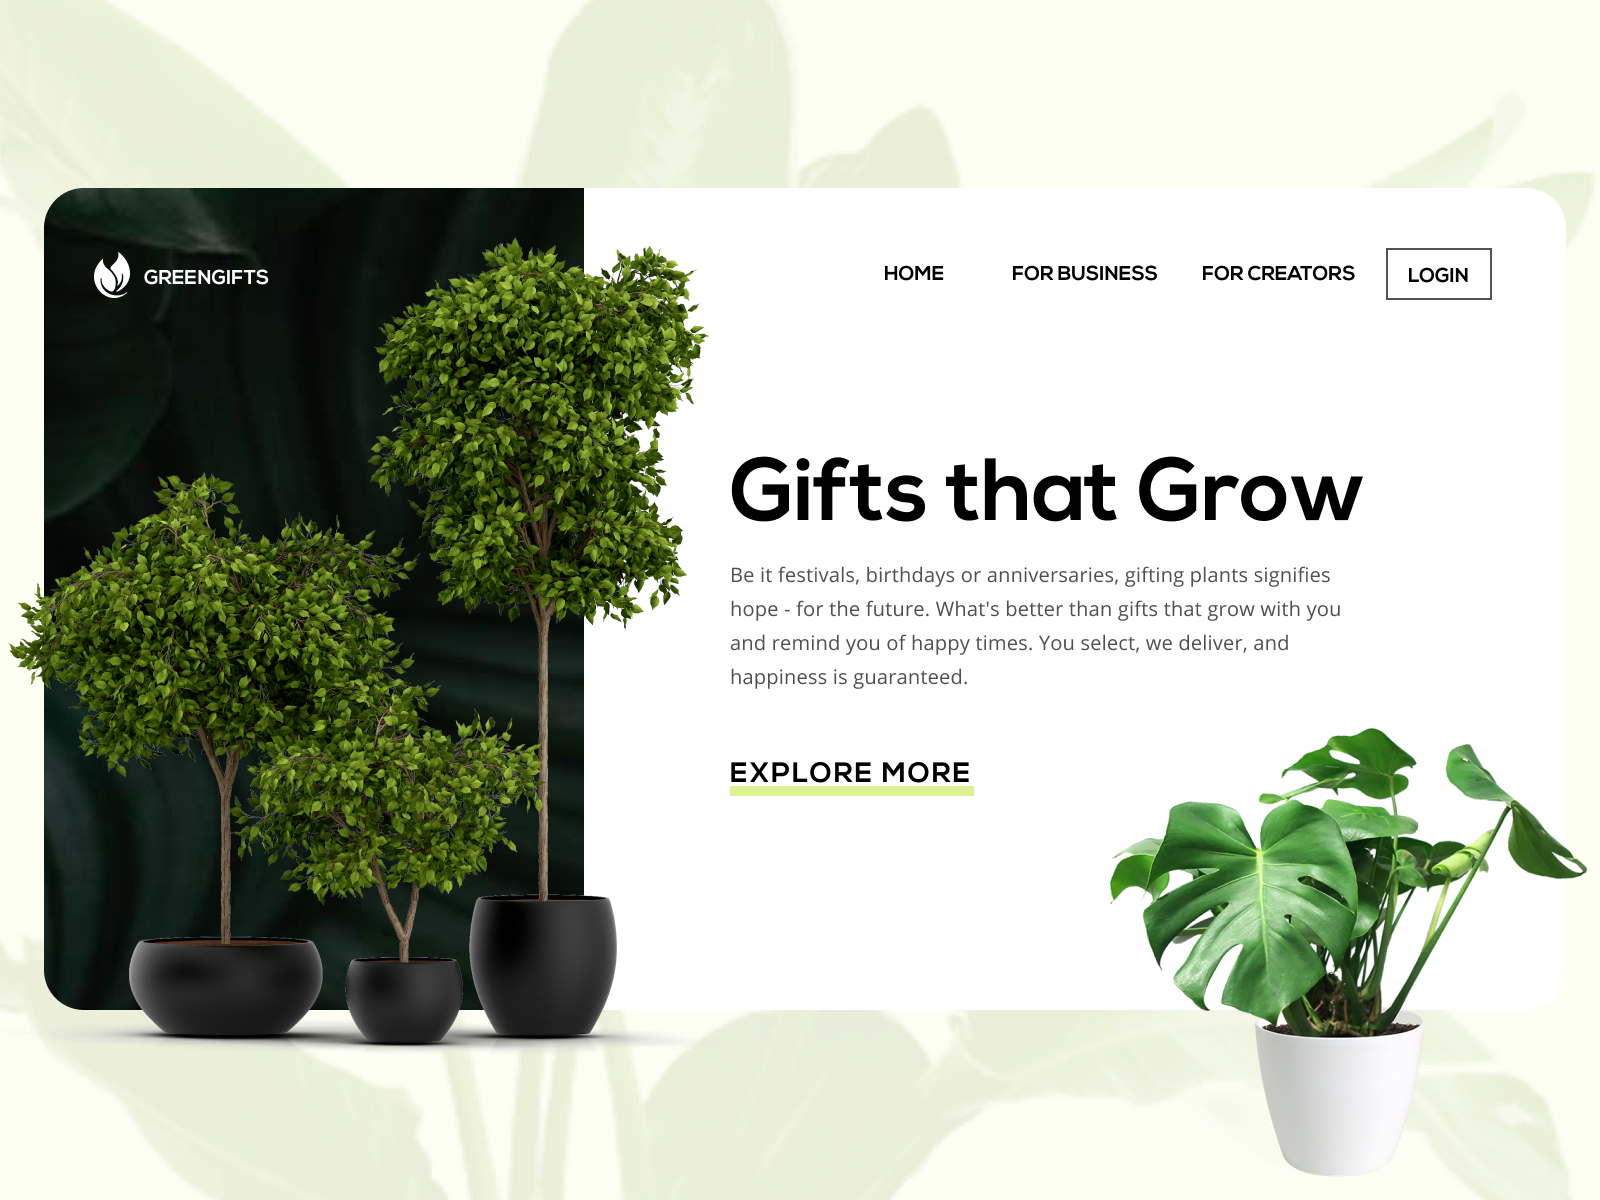 GREENGIFTS
HOME
FOR BUSINESS
FOR CREATORS
LOGIN
Gifts that Grow
Be it festivals, birthdays or anniversaries, gifting plants signifies
hope - for the future. What's better than gifts that grow with you
and remind you of happy times. You select, we deliver, and
happiness is guaranteed.
EXPLORE MORE